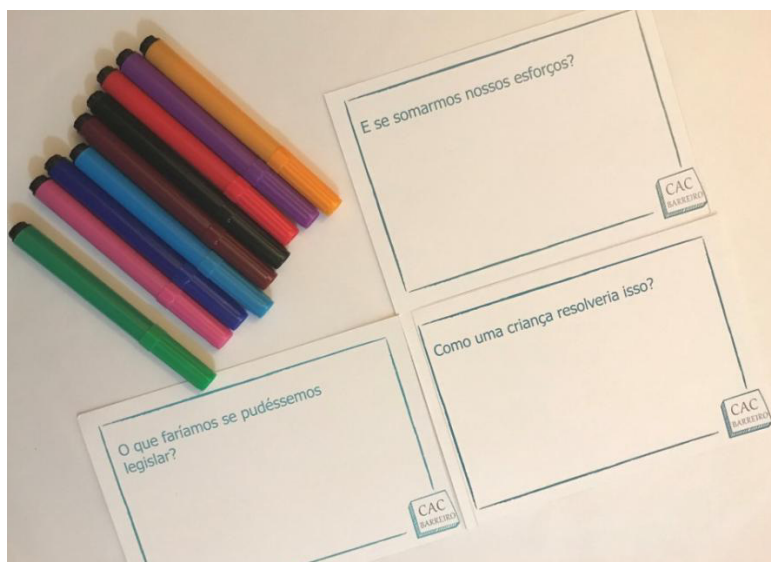 E se somarmos nossos esforços?
CAC
BARREIRO
Como uma criança resolveria isso?
CAC
BARREIRO
O que faríamos se pudéssemos
legislar?
CAC
BARREIRO